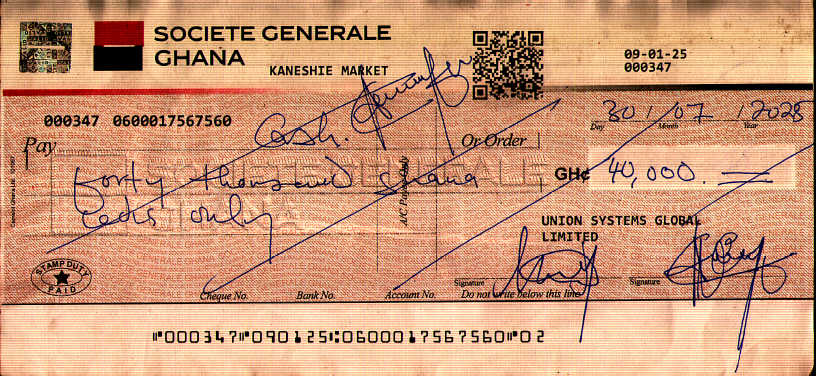 SOCIETE GENERALE
GHANA
KANESHIE MARKET
09-01-25
000347
000347 0600017567560
30 / 07 / 2025
Day Month Year
Pay Cash. Or Order
forty thousand ghana
cedis only
A/C Payee Only
GH¢ 40,000.
UNION SYSTEMS GLOBAL
LIMITED
STAMP DUTY
PAID
Signature Signature
Cheque No. Bank No. Account No. Do not write below this line
⑈000347⑈090125⑆0600017567560⑈02